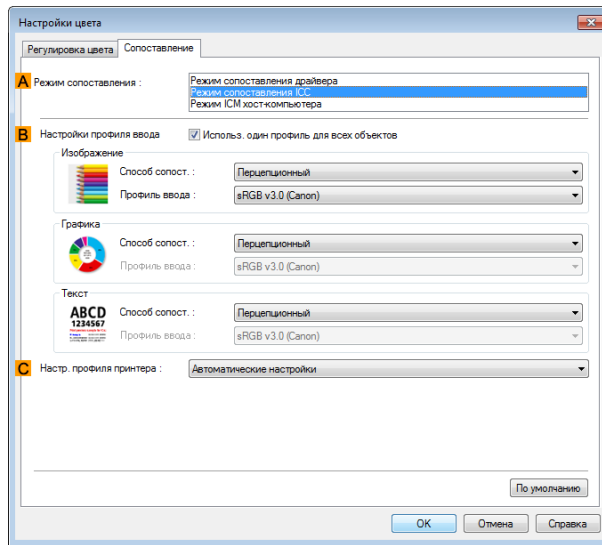 Настройки цвета
Регулировка цвета Сопоставление
A Режим сопоставления :
Режим сопоставления драйвера
Режим сопоставления ICC
Режим ICM хост-компьютера
B Настройки профиля ввода Использ. один профиль для всех объектов
Изображение
Способ сопост. : Перцепционный
Профиль ввода : sRGB v3.0 (Canon)
Графика
Способ сопост. : Перцепционный
Профиль ввода : sRGB v3.0 (Canon)
Текст
ABCD
1234567
Способ сопост. : Перцепционный
Профиль ввода : sRGB v3.0 (Canon)
C Настр. профиля принтера : Автоматические настройки
По умолчанию
OK Отмена Справка